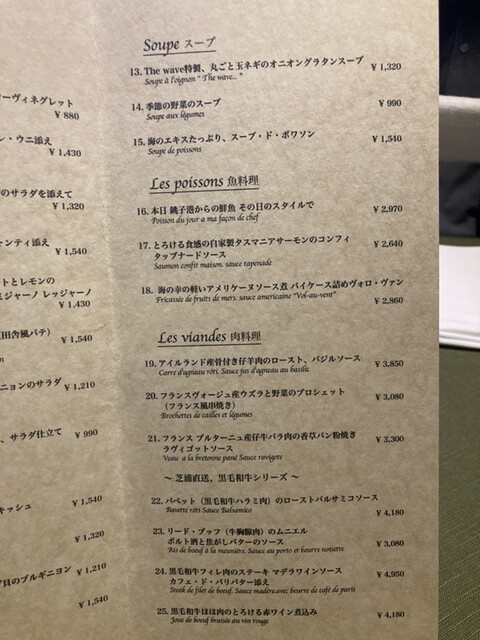 ーヴィネグレット
¥ 880
ン・ウニ添え
¥ 1,430
のサラダを添えて
¥ 1,320
ャンティ添え
¥ 1,540
ートとレモンの
ミジャーノ レッジャーノ
¥ 1,430
田舎風パテ)
¥ 1,540
ニョンのサラダ
¥ 1,210
、サラダ仕立て
¥ 990
キッシュ
¥ 1,540
¥ 1,320
貝のブルギニヨン
¥ 1,210
¥ 1,540
Soupe スープ
13. The wave特製、丸ごと玉ネギのオニオングラタンスープ ¥ 1,320
Soupe à l'oignon “ The wave.. ”
14. 季節の野菜のスープ ¥ 990
Soupe aux légumes
15. 海のエキスたっぷり、スープ・ド・ポワソン ¥ 1,540
Soupe de poissons
Les poissons 魚料理
16. 本日 銚子港からの鮮魚 その日のスタイルで ¥ 2,970
Poisson du jour a ma façon de chef
17. とろける食感の自家製タスマニアサーモンのコンフィ ¥ 2,640
タップナードソース
Saumon confit maison. sauce tapenade
18. 海の幸の軽いアメリケーヌソース煮 パイケース詰めヴォロ・ヴァン
Fricassée de fruits de mers. sauce americaine “Vol-au-vent” ¥ 2,860
Les viandes 肉料理
19. アイルランド産骨付き仔羊肉のロースト、バジルソース ¥ 3,850
Carre d'agneau rôti. Sauce jus d'agneau au basilic
20. フランスヴォージュ産ウズラと野菜のブロシェット ¥ 3,080
(フランス風串焼き)
Brochettes de cailles et légumes
21. フランス ブルターニュ産仔牛バラ肉の香草パン粉焼き ¥ 3,300
ラヴィゴットソース
Veau a la bretonne pané Sauce ravigote
～ 芝浦直送、黒毛和牛シリーズ ～
22. バベット(黒毛和牛ハラミ肉)のローストバルサミコソース
Bavette rôti Sauce Balsamico ¥ 4,180
23. リード・ブッフ(牛胸腺肉)のムニエル
ポルト酒と焦がしバターのソース ¥ 3,080
Ris de bœuf à la meunière. Sauce au porto et beurre noisette
24. 黒毛和牛フィレ肉のステーキ マデラワインソース ¥ 4,950
カフェ・ド・パリバター添え
Steak de filet de boeuf. Sauce madère.avec beurre de café de paris
25. 黒毛和牛ほほ肉のとろける赤ワイン煮込み ¥ 4,180
Joue de boeuf braisée au vin rouge